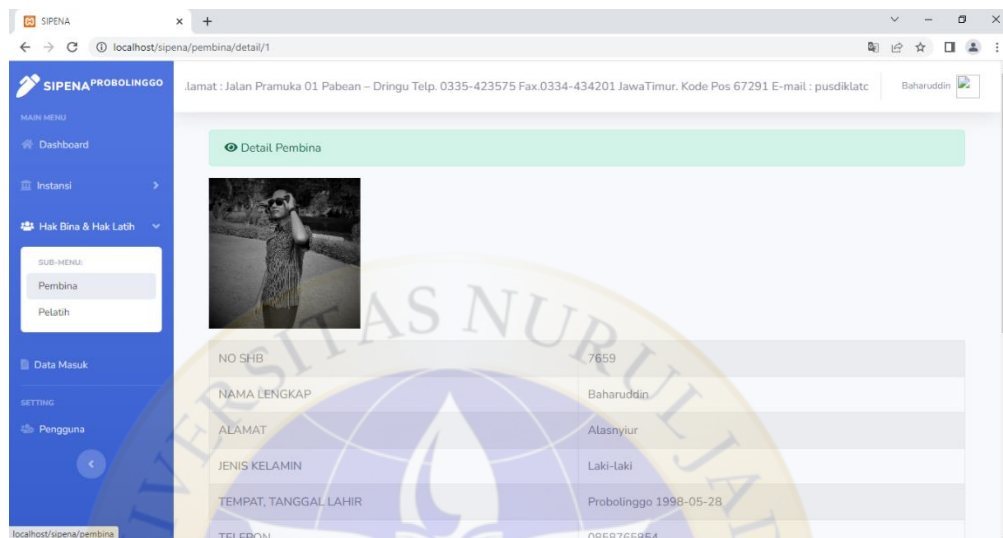 SIPENA
localhost/sipena/pembina/detail/1
SIPENA PROBOLINGGO
.lamat : Jalan Pramuka 01 Pabean – Dringu Telp. 0335-423575 Fax.0334-434201 JawaTimur. Kode Pos 67291 E-mail : pusdiklatc
Baharuddin
MAIN MENU
Dashboard
Instansi
Hak Bina & Hak Latih
SUB-MENU:
Pembina
Pelatih
Data Masuk
SETTING
Pengguna
Detail Pembina
NO SHB 7659
NAMA LENGKAP Baharuddin
ALAMAT Alasnyiur
JENIS KELAMIN Laki-laki
TEMPAT, TANGGAL LAHIR Probolinggo 1998-05-28
TELEPON 0858765854
localhost/sipena/pembina